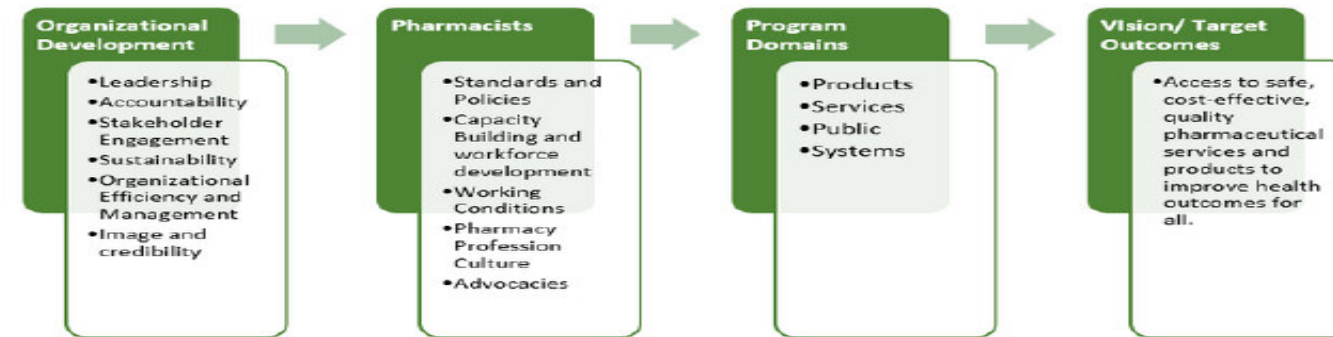 Organizational
Development
•Leadership
•Accountability
•Stakeholder
Engagement
•Sustainability
•Organizational
Efficiency and
Management
•Image and
credibility
Pharmacists
•Standards and
Policies
•Capacity
Building and
workforce
development
•Working
Conditions
•Pharmacy
Profession
Culture
•Advocacies
Program
Domains
•Products
•Services
•Public
•Systems
Vision/ Target
Outcomes
•Access to safe,
cost-effective,
quality
pharmaceutical
services and
products to
improve health
outcomes for
all.